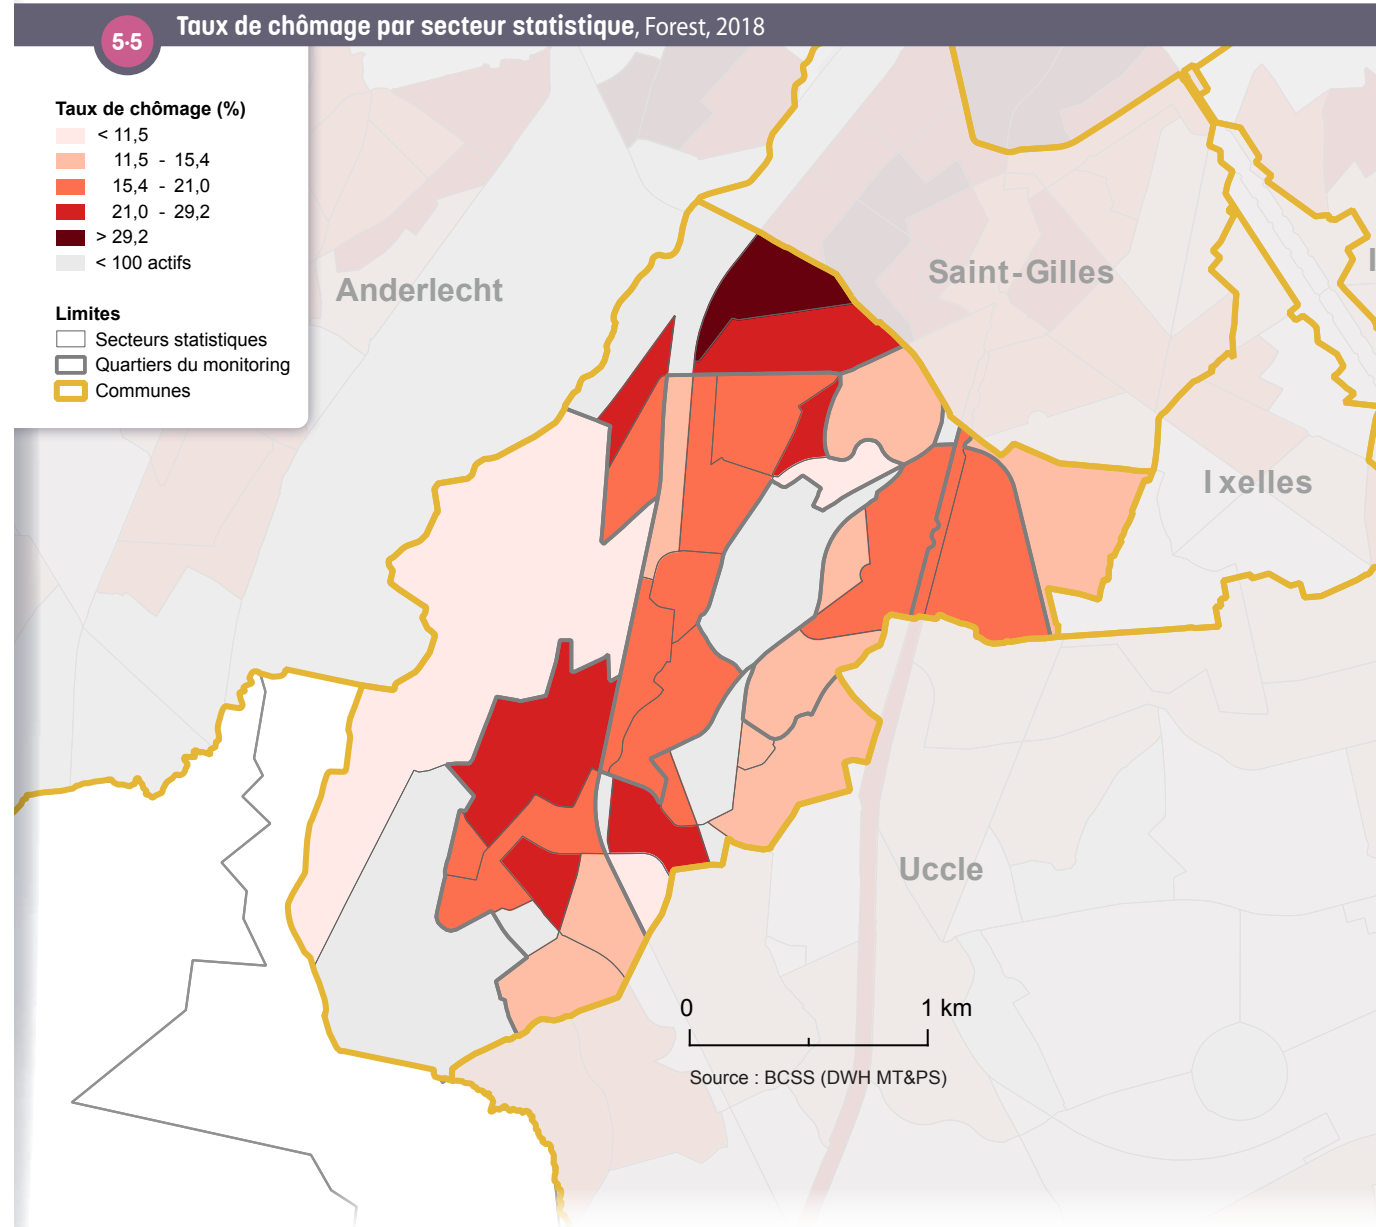 5·5 Taux de chômage par secteur statistique, Forest, 2018
Taux de chômage (%)
< 11,5
11,5 - 15,4
15,4 - 21,0
21,0 - 29,2
> 29,2
< 100 actifs
Limites
Secteurs statistiques
Quartiers du monitoring
Communes
Anderlecht
Saint-Gilles
I
Ixelles
Uccle
0 1 km
Source : BCSS (DWH MT&PS)